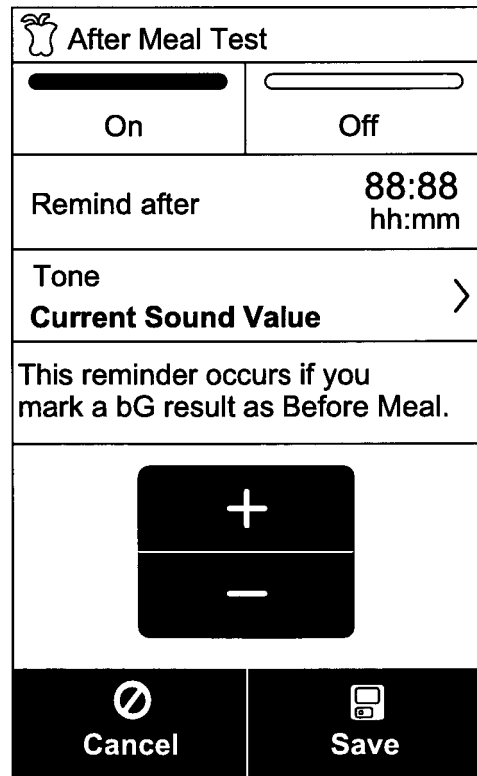 After Meal Test
On
Off
Remind after
88:88
hh:mm
Tone
Current Sound Value
This reminder occurs if you
mark a bG result as Before Meal.
+
−
Cancel
Save